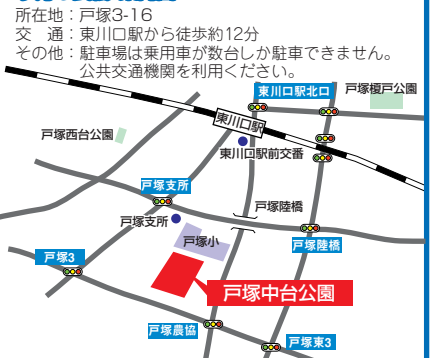 所在地：戸塚3-16
交　通：東川口駅から徒歩約12分
その他：駐車場は乗用車が数台しか駐車できません。
公共交通機関を利用ください。
東川口駅北口
戸塚榎戸公園
東川口駅
戸塚西台公園
東川口駅前交番
戸塚支所
戸塚陸橋
戸塚支所
戸塚小
戸塚陸橋
戸塚3
戸塚中台公園
戸塚農協
戸塚東3